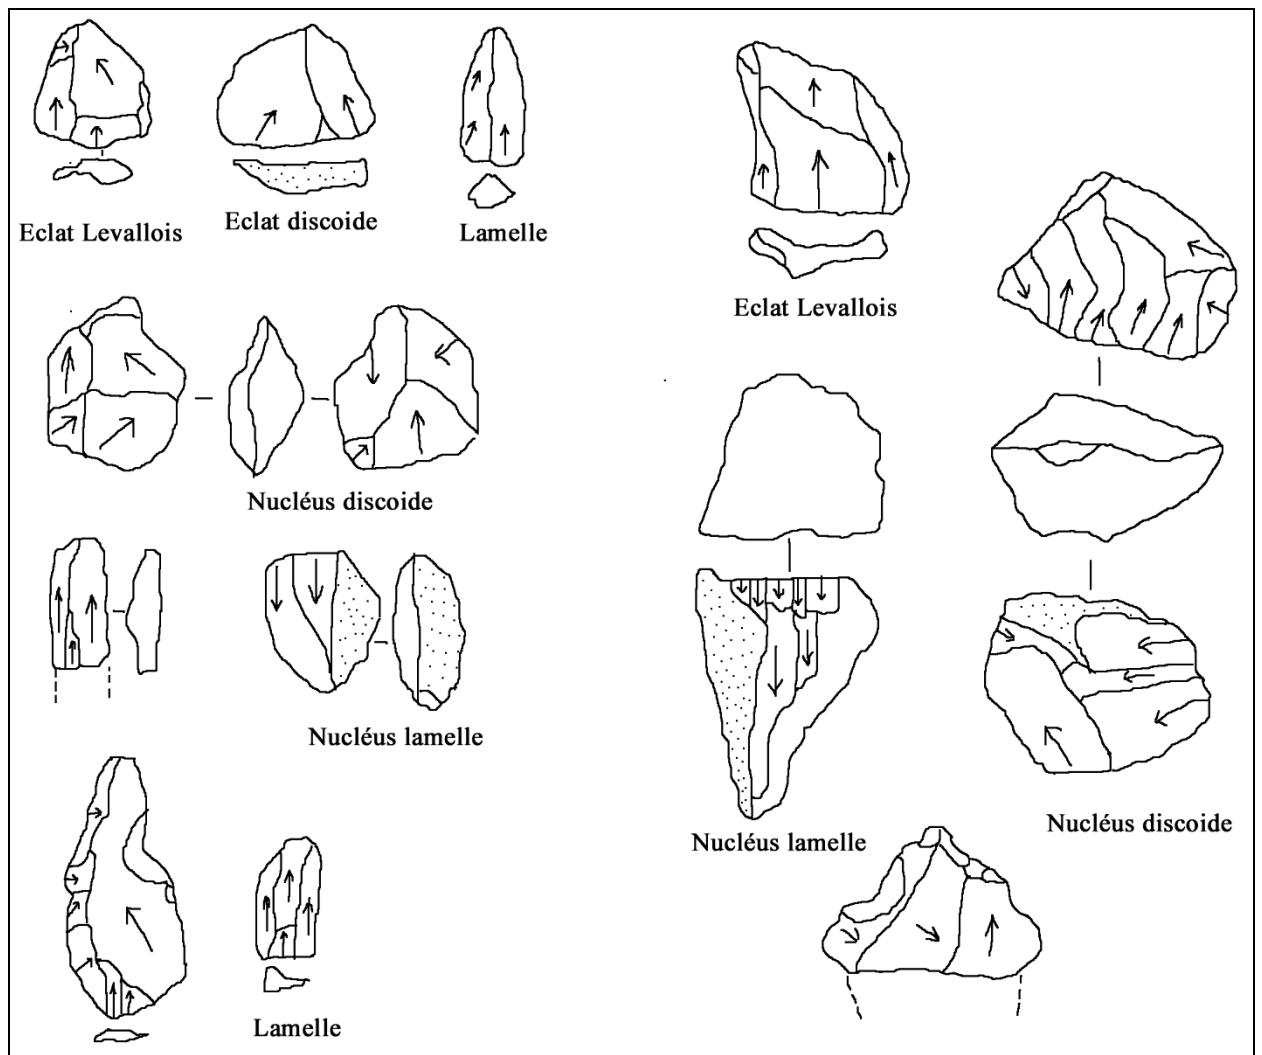 Eclat Levallois
Eclat discoide
Lamelle
Eclat Levallois
Nucléus discoide
Nucléus lamelle
Nucléus lamelle
Nucléus discoide
Lamelle